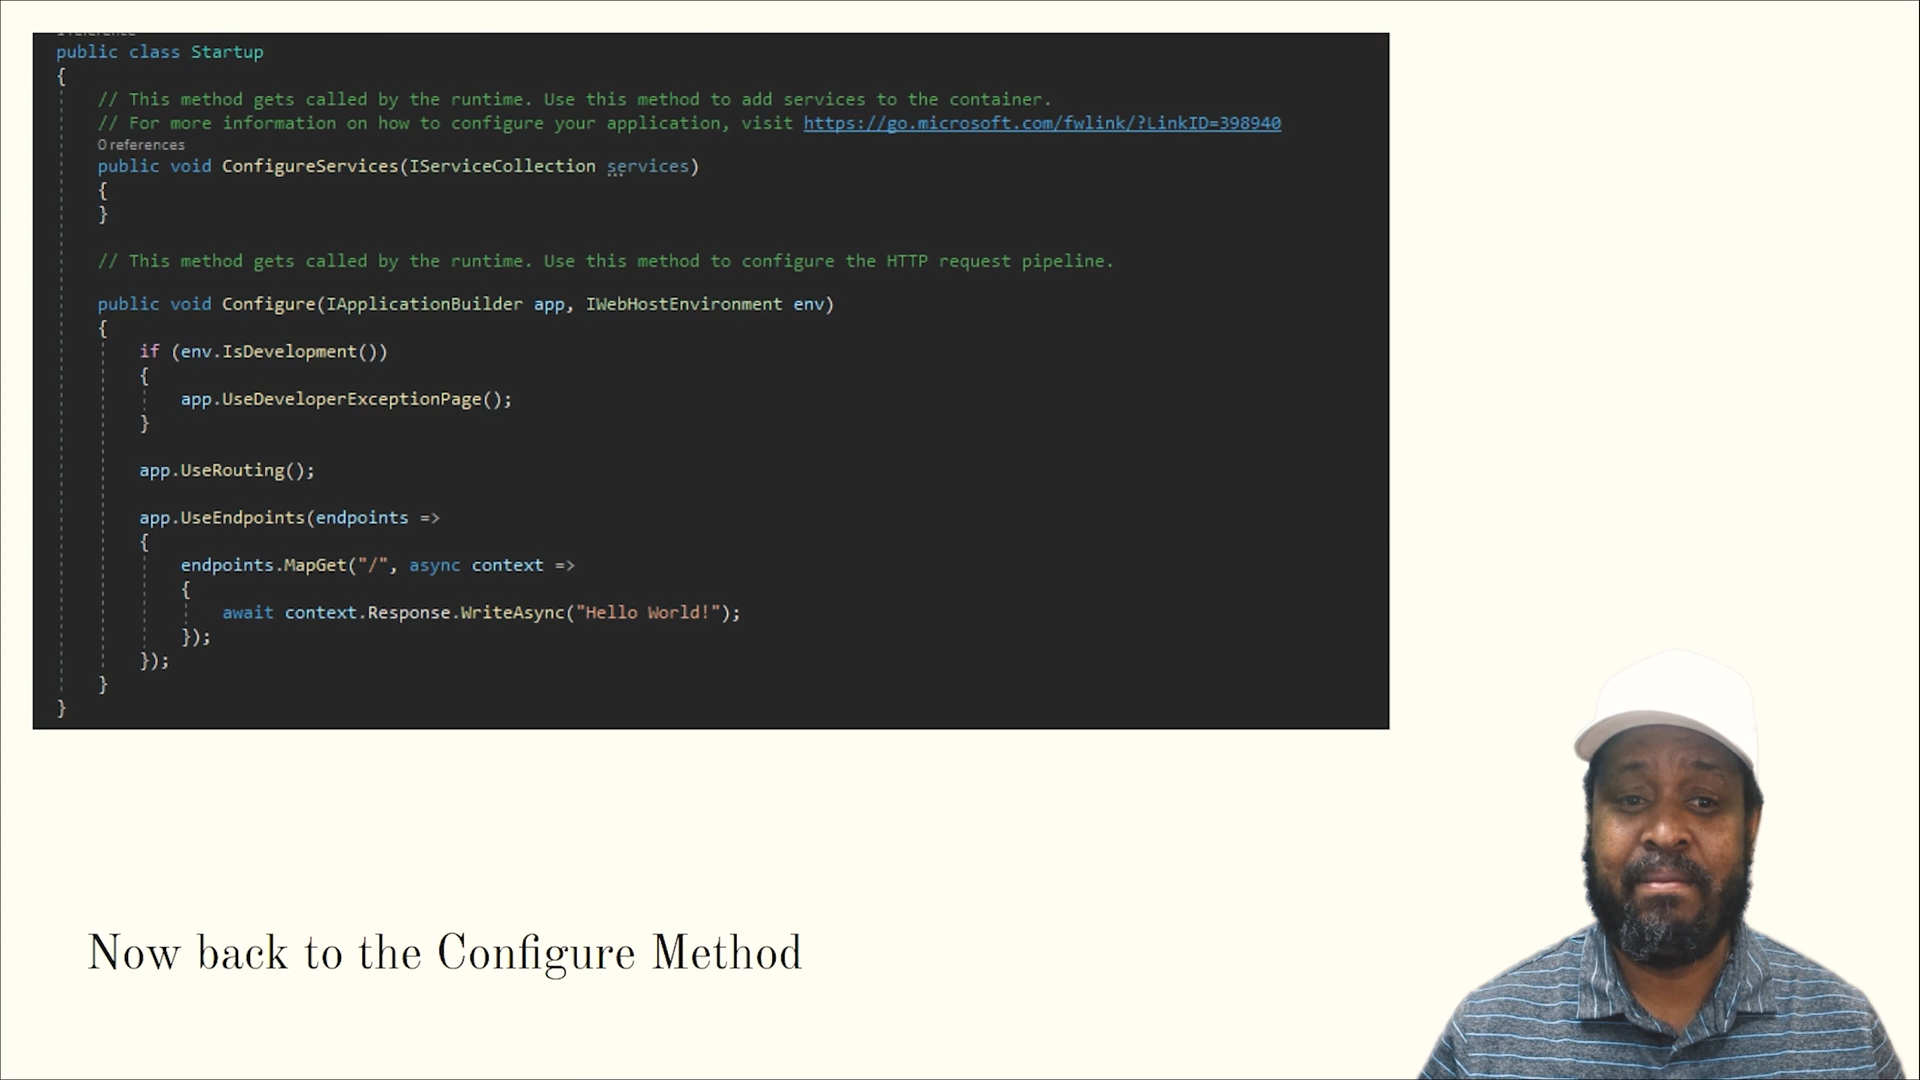 public class Startup
{
// This method gets called by the runtime. Use this method to add services to the container.
// For more information on how to configure your application, visit https://go.microsoft.com/fwlink/?LinkID=398940
0 references
public void ConfigureServices(IServiceCollection services)
{
}
// This method gets called by the runtime. Use this method to configure the HTTP request pipeline.
public void Configure(IApplicationBuilder app, IWebHostEnvironment env)
{
if (env.IsDevelopment())
{
app.UseDeveloperExceptionPage();
}
app.UseRouting();
app.UseEndpoints(endpoints =>
{
endpoints.MapGet("/", async context =>
{
await context.Response.WriteAsync("Hello World!");
});
});
}
}
Now back to the Configure Method